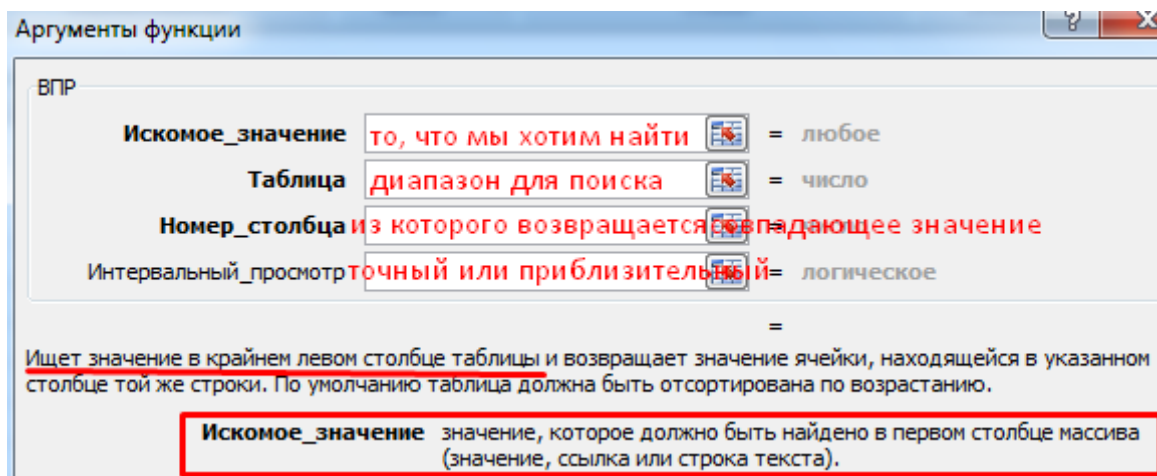 Аргументы функции
ВПР
Искомое_значение то, что мы хотим найти = любое
Таблица диапазон для поиска = число
Номер_столбца из которого возвращается совпадающее значение
Интервальный_просмотр точный или приблизительный = логическое
=
Ищет значение в крайнем левом столбце таблицы и возвращает значение ячейки, находящейся в указанном
столбце той же строки. По умолчанию таблица должна быть отсортирована по возрастанию.
Искомое_значение значение, которое должно быть найдено в первом столбце массива
(значение, ссылка или строка текста).